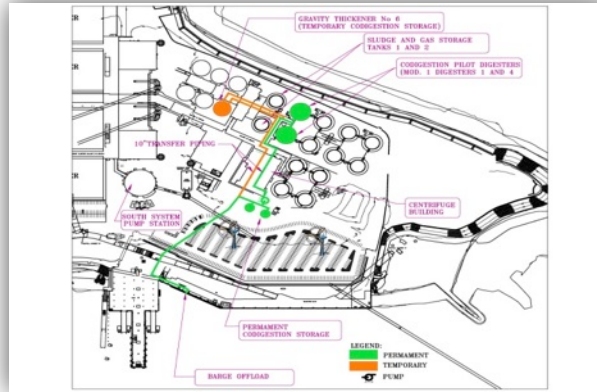 GRAVITY THICKENER No 6
(TEMPORARY CODIGESTION STORAGE)
SLUDGE AND GAS STORAGE
TANKS 1 AND 2
CODIGESTION PILOT DIGESTERS
(MOD. 1 DIGESTERS 1 AND 4
10" TRANSFER PIPING
CENTRIFUGE
BUILDING
SOUTH SYSTEM
PUMP STATION
PERMAMENT
CODIGESTION STORAGE
BARGE OFFLOAD
LEGEND:
PERMAMENT
TEMPORARY
PUMP